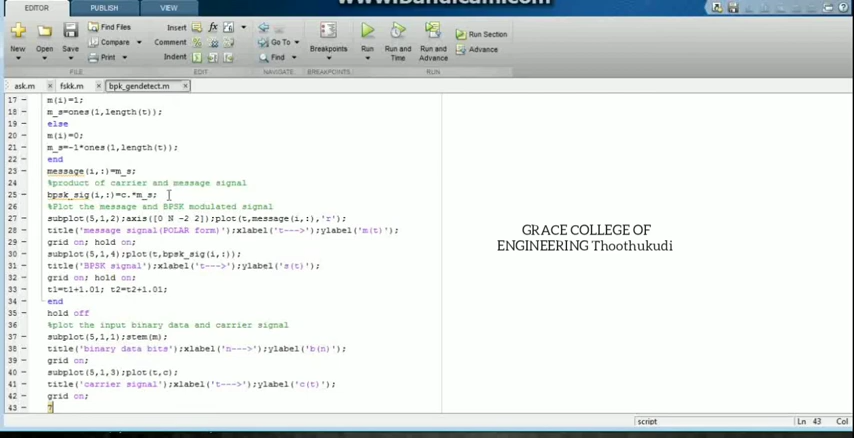 www.Bandicam.com
EDITOR PUBLISH VIEW
New Open Save Find Files Compare Print Insert fx Comment Indent Go To Find Breakpoints Run Run and Time Run and Advance Run Section Advance
FILE EDIT NAVIGATE BREAKPOINTS RUN
ask.m × fskk.m × bpk_gendetect.m ×
17 – m(i)=1;
18 – m_s=ones(1,length(t));
19 – else
20 – m(i)=0;
21 – m_s=-1*ones(1,length(t));
22 – end
23 – message(i,:)=m_s;
24 %product of carrier and message signal
25 – bpsk_sig(i,:)=c.*m_s;
26 %Plot the message and BPSK modulated signal
27 – subplot(5,1,2);axis([0 N -2 2]);plot(t,message(i,:),'r');
28 – title('message signal(POLAR form)');xlabel('t--->');ylabel('m(t)');
29 – grid on; hold on;
30 – subplot(5,1,4);plot(t,bpsk_sig(i,:));
31 – title('BPSK signal');xlabel('t--->');ylabel('s(t)');
32 – grid on; hold on;
33 – t1=t1+1.01; t2=t2+1.01;
34 – end
35 – hold off
36 %plot the input binary data and carrier signal
37 – subplot(5,1,1);stem(m);
38 – title('binary data bits');xlabel('n--->');ylabel('b(n)');
39 – grid on;
40 – subplot(5,1,3);plot(t,c);
41 – title('carrier signal');xlabel('t--->');ylabel('c(t)');
42 – grid on;
43 –
GRACE COLLEGE OF
ENGINEERING Thoothukudi
script Ln 43 Col